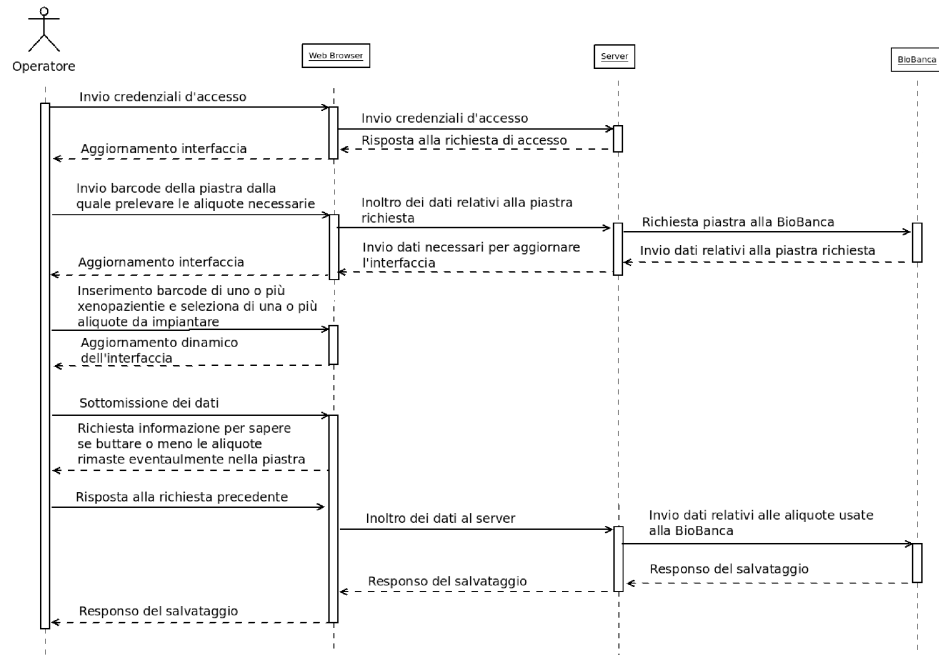 Operatore
Web Browser
Server
BioBanca
Invio credenziali d'accesso
Invio credenziali d'accesso
Risposta alla richiesta di accesso
Aggiornamento interfaccia
Invio barcode della piastra dalla
quale prelevare le aliquote necessarie
Inoltro dei dati relativi alla piastra
richiesta
Richiesta piastra alla BioBanca
Invio dati relativi alla piastra richiesta
Invio dati necessari per aggiornare
l'interfaccia
Aggiornamento interfaccia
Inserimento barcode di uno o più
xenopazientie e seleziona di una o più
aliquote da impiantare
Aggiornamento dinamico
dell'interfaccia
Sottomissione dei dati
Richiesta informazione per sapere
se buttare o meno le aliquote
rimaste eventaulmente nella piastra
Risposta alla richiesta precedente
Inoltro dei dati al server
Invio dati relativi alle aliquote usate
alla BioBanca
Responso del salvataggio
Responso del salvataggio
Responso del salvataggio